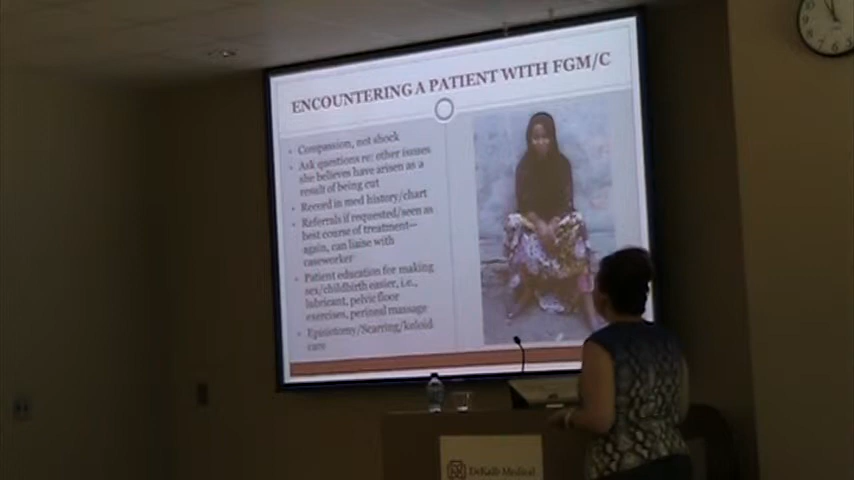 ENCOUNTERING A PATIENT WITH FGM/C
Compassion, not shock
Ask questions re: other issues
she believes have arisen as a
result of being cut
Record in med history/chart
Referrals if requested/seen as
best course of treatment—
again, can liaise with
caseworker
Patient education for making
sex/childbirth easier, i.e.,
lubricant, pelvic floor
exercises, perineal massage
Episiotomy/Scarring/keloid
care
DeKalb Medical